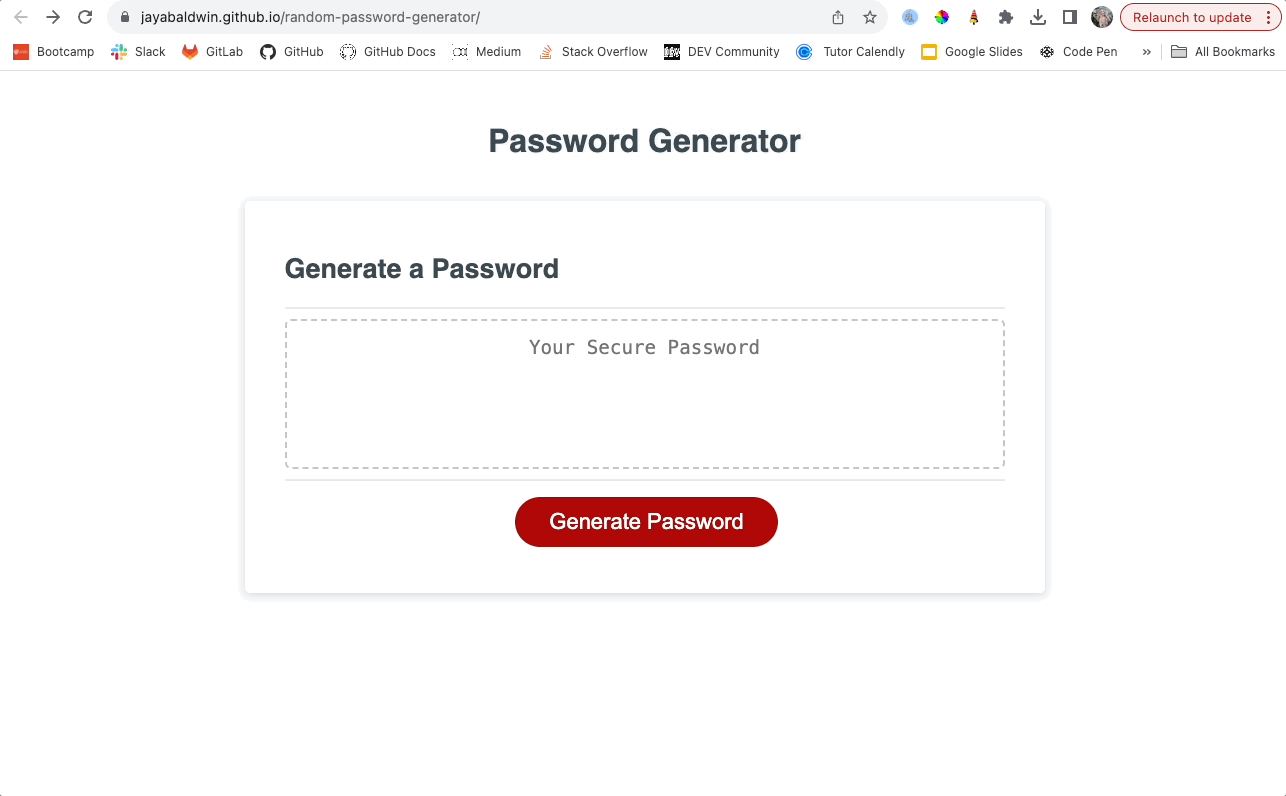 jayabaldwin.github.io/random-password-generator/
Relaunch to update
Bootcamp Slack GitLab GitHub GitHub Docs Medium Stack Overflow DEV Community Tutor Calendly Google Slides Code Pen » All Bookmarks
Password Generator
Generate a Password
Your Secure Password
Generate Password